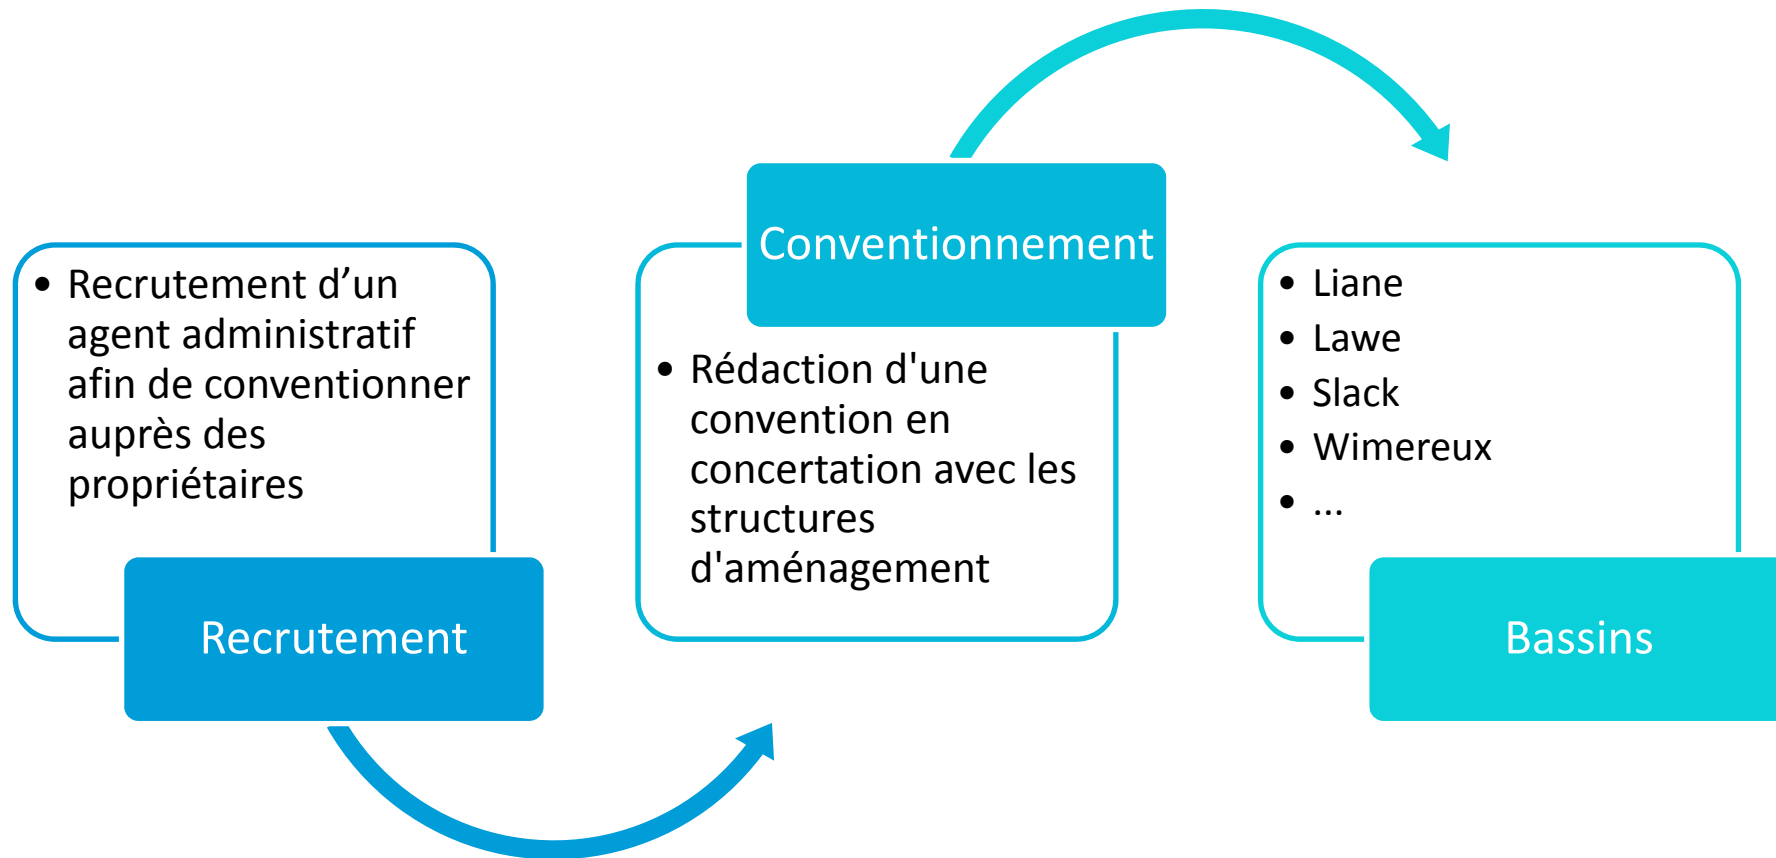 • Recrutement d’un
agent administratif
afin de conventionner
auprès des
propriétaires
Recrutement
Conventionnement
• Rédaction d'une
convention en
concertation avec les
structures
d'aménagement
• Liane
• Lawe
• Slack
• Wimereux
• ...
Bassins